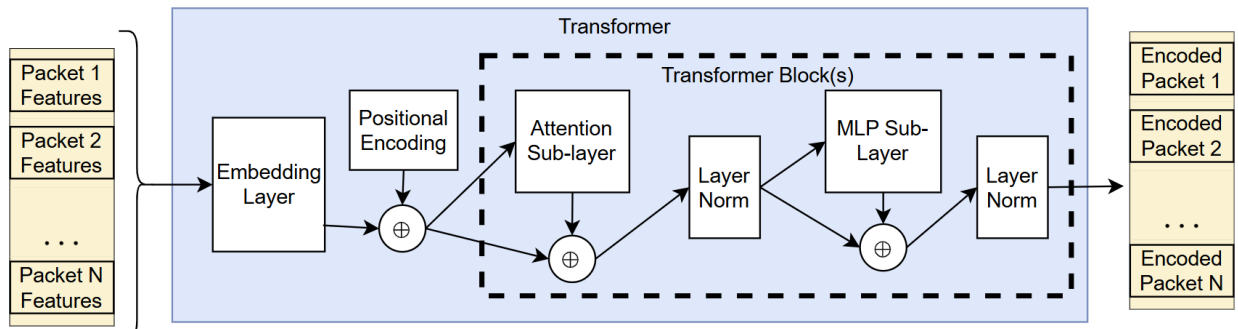 Transformer
Transformer Block(s)
Packet 1
Features
Packet 2
Features
...
Packet N
Features
Embedding
Layer
Positional
Encoding
⊕
Attention
Sub-layer
⊕
Layer
Norm
MLP Sub-
Layer
⊕
Layer
Norm
Encoded
Packet 1
Encoded
Packet 2
...
Encoded
Packet N